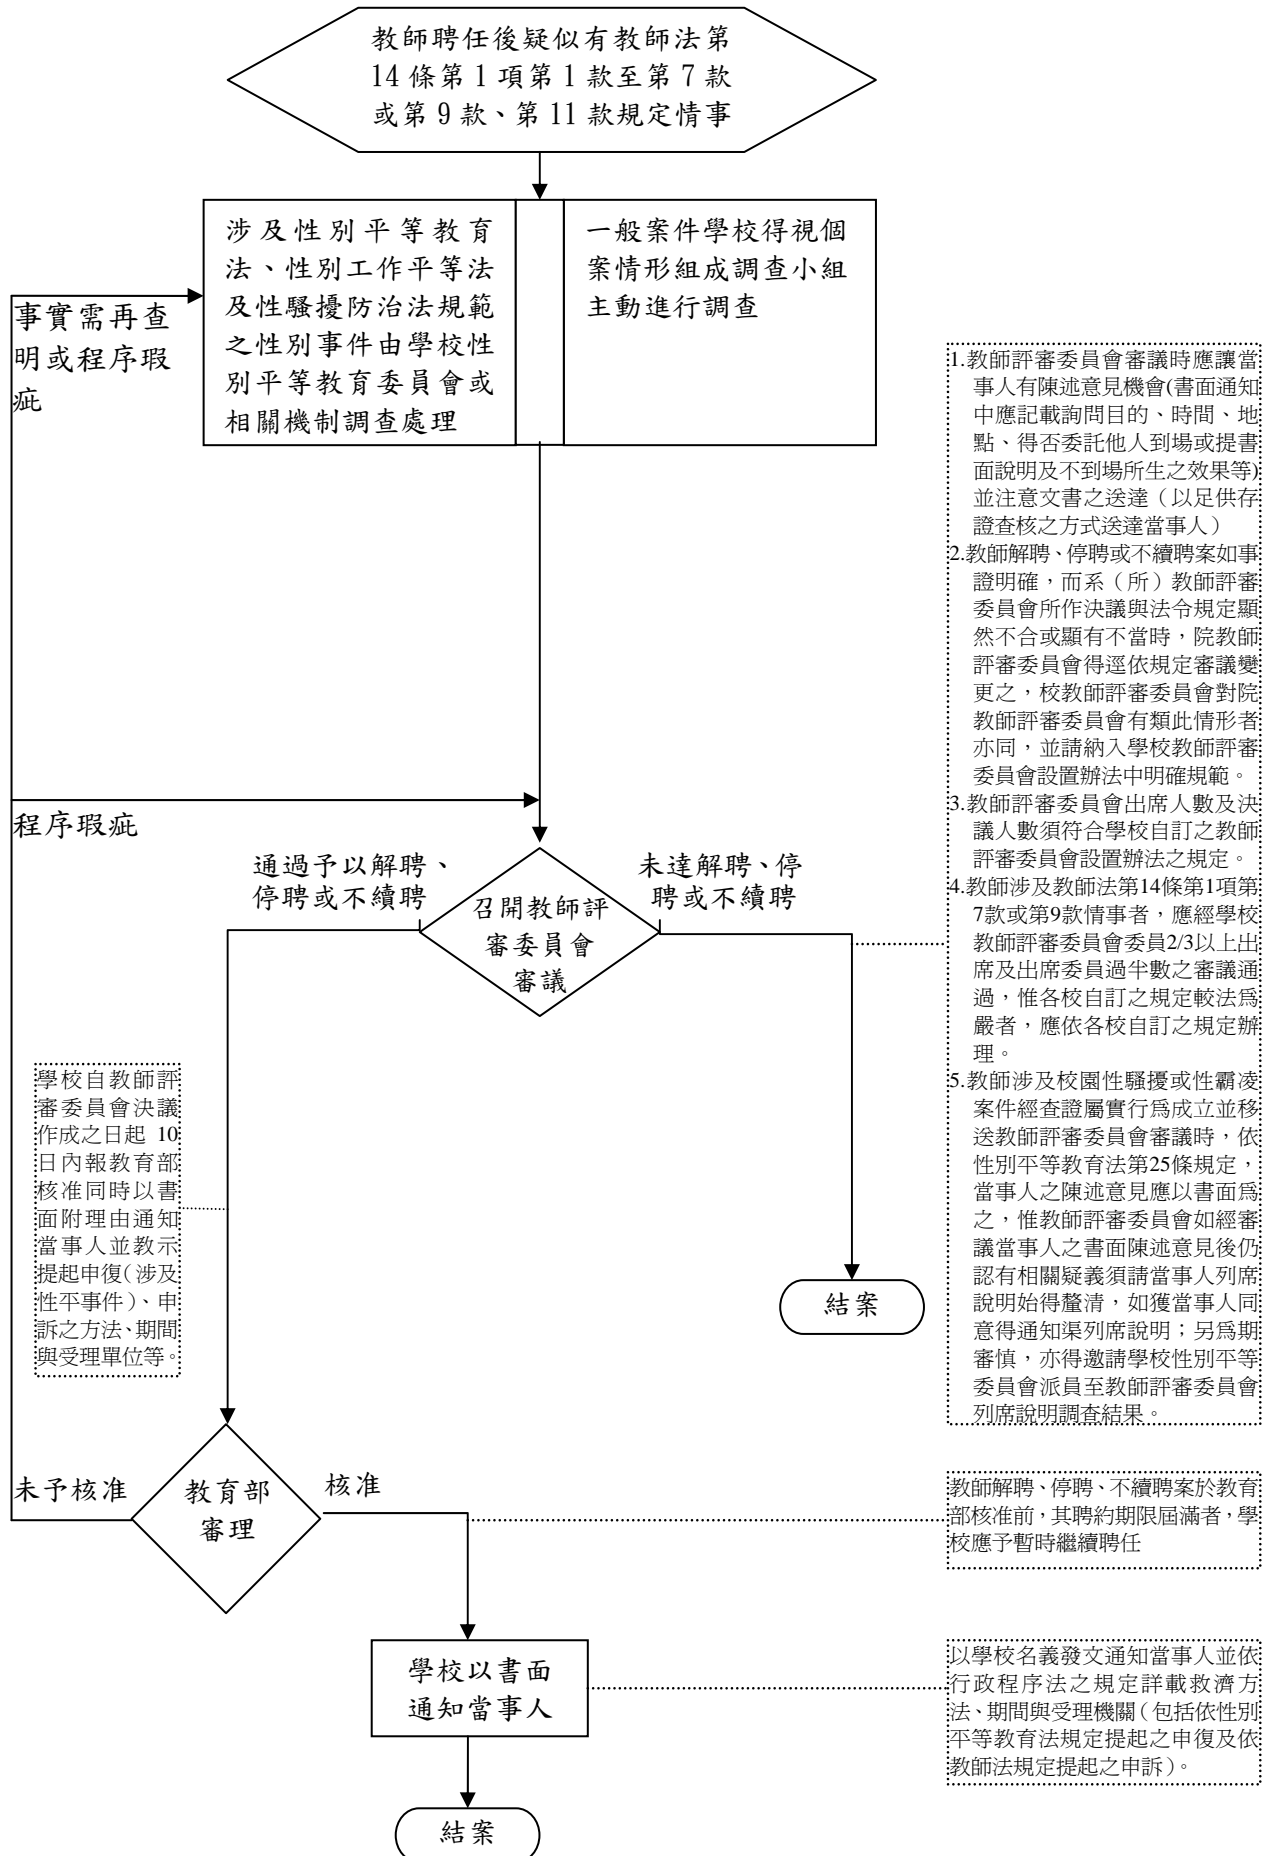 教師聘任後疑似有教師法第
14 條第 1 項第 1 款至第 7 款
或第 9 款、第 11 款規定情事
涉及性別平等教育
法、性別工作平等法
及性騷擾防治法規範
之性別事件由學校性
別平等教育委員會或
相關機制調查處理
一般案件學校得視個
案情形組成調查小組
主動進行調查
事實需再查
明或程序瑕
疵
1.教師評審委員會審議時應讓當
事人有陳述意見機會(書面通知
中應記載詢問目的、時間、地
點、得否委託他人到場或提書
面說明及不到場所生之效果等)
並注意文書之送達（以足供存
證查核之方式送達當事人）
2.教師解聘、停聘或不續聘案如事
證明確，而系（所）教師評審
委員會所作決議與法令規定顯
然不合或顯有不當時，院教師
評審委員會得逕依規定審議變
更之，校教師評審委員會對院
教師評審委員會有類此情形者
亦同，並請納入學校教師評審
委員會設置辦法中明確規範。
3.教師評審委員會出席人數及決
議人數須符合學校自訂之教師
評審委員會設置辦法之規定。
4.教師涉及教師法第14條第1項第
7款或第9款情事者，應經學校
教師評審委員會委員2/3以上出
席及出席委員過半數之審議通
過，惟各校自訂之規定較法為
嚴者，應依各校自訂之規定辦
理。
5.教師涉及校園性騷擾或性霸凌
案件經查證屬實行為成立並移
送教師評審委員會審議時，依
性別平等教育法第25條規定，
當事人之陳述意見應以書面為
之，惟教師評審委員會如經審
議當事人之書面陳述意見後仍
認有相關疑義須請當事人列席
說明始得釐清，如獲當事人同
意得通知渠列席說明；另為期
審慎，亦得邀請學校性別平等
委員會派員至教師評審委員會
列席說明調查結果。
程序瑕疵
通過予以解聘、
停聘或不續聘
未達解聘、停
聘或不續聘
召開教師評
審委員會
審議
學校自教師評
審委員會決議
作成之日起 10
日內報教育部
核准同時以書
面附理由通知
當事人並教示
提起申復(涉及
性平事件)、申
訴之方法、期間
與受理單位等。
結案
未予核准
教育部
審理
核准
教師解聘、停聘、不續聘案於教育
部核准前，其聘約期限屆滿者，學
校應予暫時繼續聘任
學校以書面
通知當事人
以學校名義發文通知當事人並依
行政程序法之規定詳載救濟方
法、期間與受理機關（包括依性別
平等教育法規定提起之申復及依
教師法規定提起之申訴）。
結案